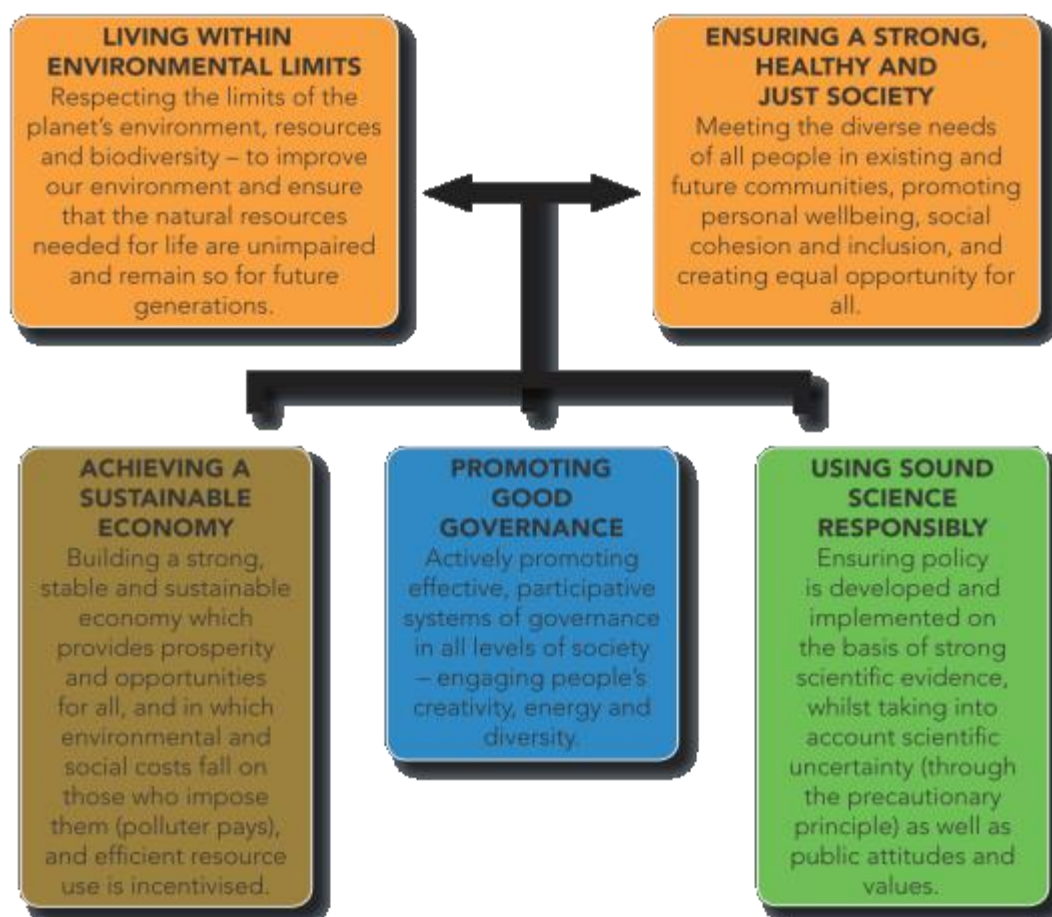 LIVING WITHIN
ENVIRONMENTAL LIMITS
Respecting the limits of the
planet's environment, resources
and biodiversity – to improve
our environment and ensure
that the natural resources
needed for life are unimpaired
and remain so for future
generations.
ENSURING A STRONG,
HEALTHY AND
JUST SOCIETY
Meeting the diverse needs
of all people in existing and
future communities, promoting
personal wellbeing, social
cohesion and inclusion, and
creating equal opportunity for
all.
ACHIEVING A
SUSTAINABLE
ECONOMY
Building a strong,
stable and sustainable
economy which
provides prosperity
and opportunities
for all, and in which
environmental and
social costs fall on
those who impose
them (polluter pays),
and efficient resource
use is incentivised.
PROMOTING
GOOD
GOVERNANCE
Actively promoting
effective, participative
systems of governance
in all levels of society
– engaging people's
creativity, energy and
diversity.
USING SOUND
SCIENCE
RESPONSIBLY
Ensuring policy
is developed and
implemented on
the basis of strong
scientific evidence,
whilst taking into
account scientific
uncertainty (through
the precautionary
principle) as well as
public attitudes and
values.